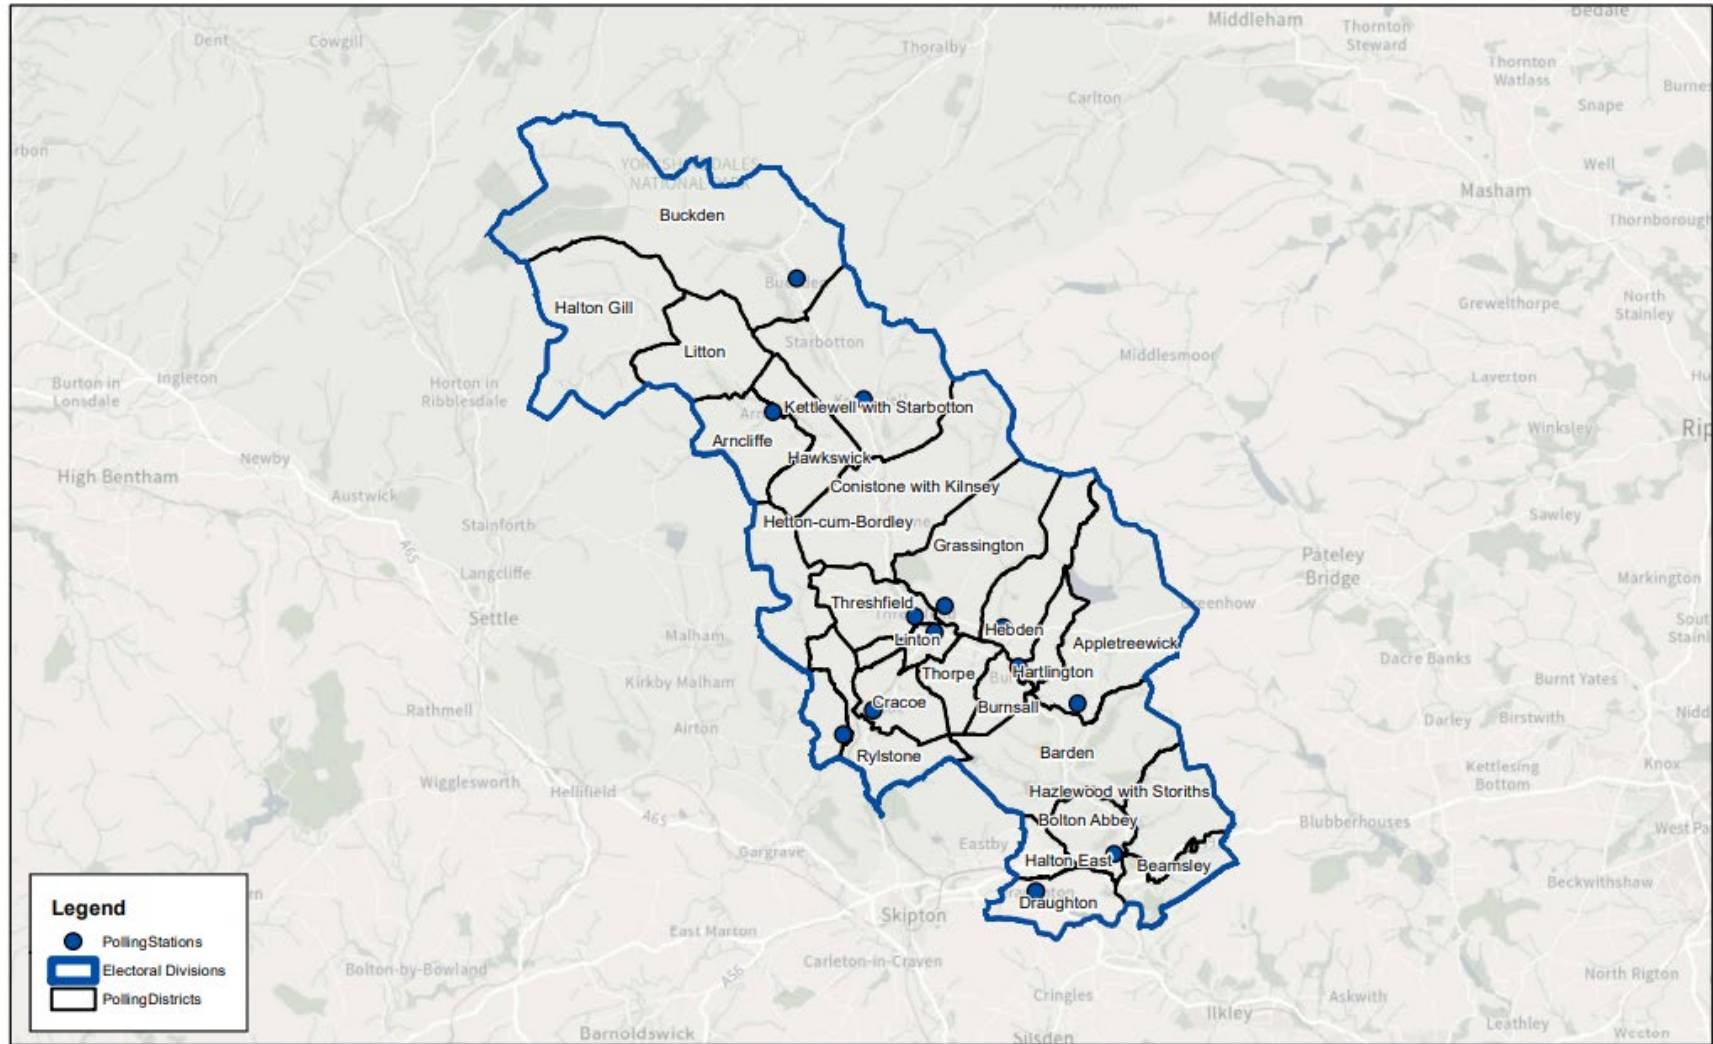 Middleham
Bedale
Dent
Cowgill
Thoralby
Thornton
Steward
Thornton
Watlass
Carlton
Snape
YORKSHIRE DALES
NATIONAL PARK
Well
Masham
Buckden
Thornborough
Halton Gill
Grewelthorpe
North
Stainley
Starbotton
Litton
Middlesmoor
Burton in
Lonsdale
Ingleton
Horton in
Ribblesdale
Laverton
Kettlewell with Starbotton
Winksley
Arncliffe
Newby
Hawkswick
High Bentham
Austwick
Conistone with Kilnsey
Stainforth
Hetton-cum-Bordley
Sawley
Grassington
A65
Pateley
Bridge
Langcliffe
Markington
Threshfield
Greenhow
Settle
Malham
Linton
Hebden
Appletreewick
Dacre Banks
Thorpe
Hartlington
Kirkby Malham
Burnt Yates
Cracoe
Burnsall
Rathmell
Darley
Birstwith
Airton
Rylstone
Barden
Kettlesing
Bottom
Knox
Wigglesworth
Hellifield
Hazlewood with Storiths
A65
Bolton Abbey
Blubberhouses
Eastby
Gargrave
Halton East
Beamsley
Beckwithshaw
Draughton
Skipton
Legend
PollingStations
Electoral Divisions
PollingDistricts
East Marton
Bolton-by-Bowland
A56
Carleton-in-Craven
North Rigton
Cringles
Askwith
Ilkley
Leathley
Weeton
Barnoldswick
Silsden